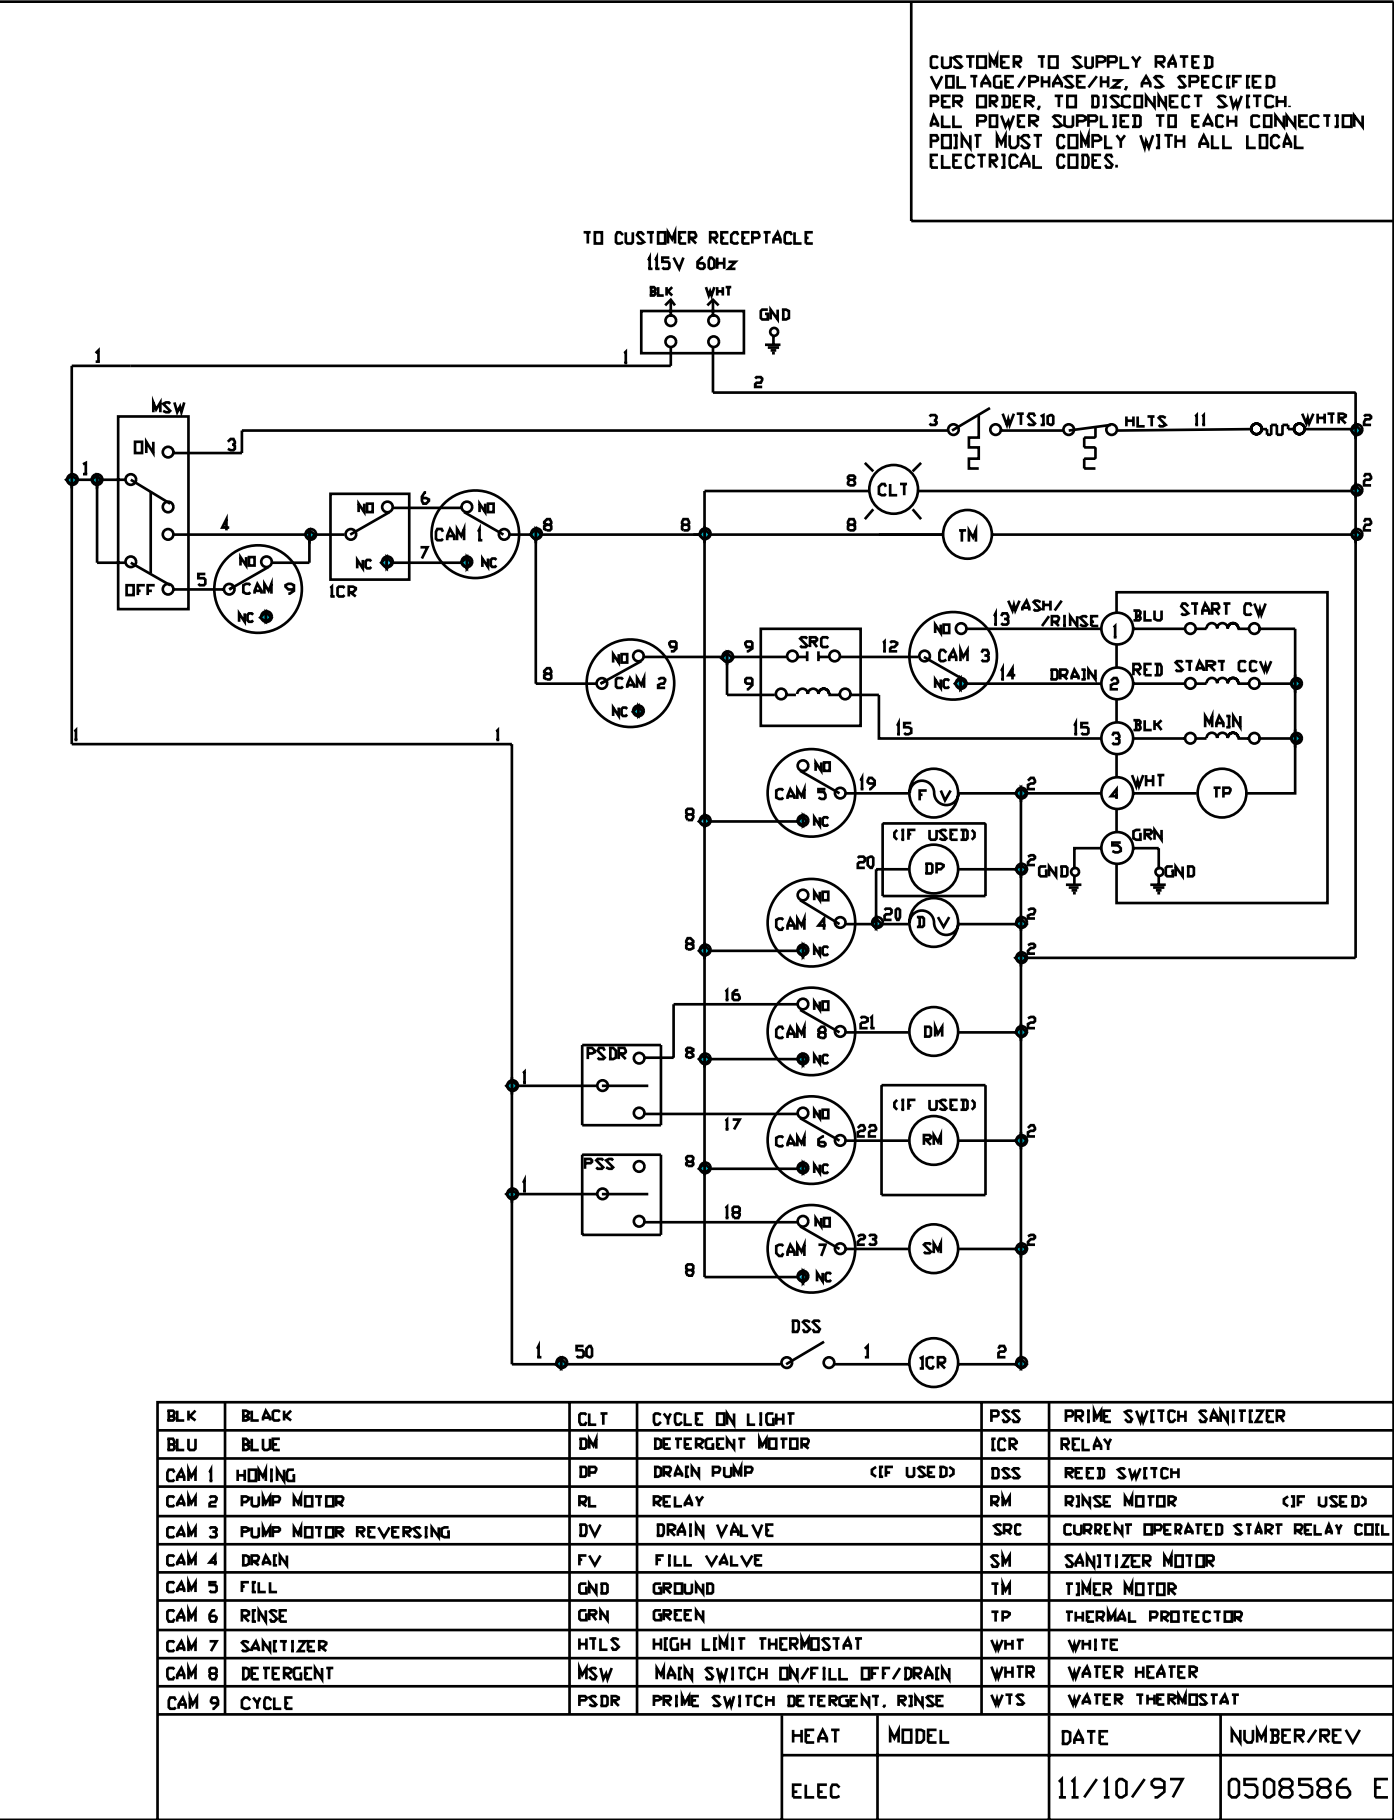 CUSTOMER TO SUPPLY RATED
VOLTAGE/PHASE/Hz, AS SPECIFIED
PER ORDER, TO DISCONNECT SWITCH.
ALL POWER SUPPLIED TO EACH CONNECTION
POINT MUST COMPLY WITH ALL LOCAL
ELECTRICAL CODES.
TO CUSTOMER RECEPTACLE
115V 60Hz
BLK WHT
GND
1 1
2
MSW
3 WTS 10 HLTS 11 WHTR 2
ON 3
1
8 CLT 2
6
NO NO
4 CAM 1 8 8 8 TM 2
NO
NC 7 NC
5 CAM 9
OFF
1CR
NC
WASH/
13 /RINSE 1 BLU START CW
SRC
NO
NO 9 9 12 CAM 3
8 CAM 2 9 NC 14 DRAIN 2 RED START CCW
NC
15 15 3 BLK MAIN
1 1
NO
CAM 5 19 F V 2 4 WHT TP
8 NC
(IF USED)
20 DP 2 GND 5 GRN GND
NO
CAM 4 20 D V 2
8 NC 2
16 NO
CAM 8 21 DM 2
PSDR 8 NC
1
17 NO (IF USED)
CAM 6 22 RM 2
PSS 8 NC
1
18 NO
CAM 7 23 SM 2
8 NC
DSS
1 50 1 1CR 2
BLK BLACK CLT CYCLE ON LIGHT PSS PRIME SWITCH SANITIZER
BLU BLUE DM DETERGENT MOTOR ICR RELAY
CAM 1 HOMING DP DRAIN PUMP (IF USED) DSS REED SWITCH
CAM 2 PUMP MOTOR RL RELAY RM RINSE MOTOR (IF USED)
CAM 3 PUMP MOTOR REVERSING DV DRAIN VALVE SRC CURRENT OPERATED START RELAY COIL
CAM 4 DRAIN FV FILL VALVE SM SANITIZER MOTOR
CAM 5 FILL GND GROUND TM TIMER MOTOR
CAM 6 RINSE GRN GREEN TP THERMAL PROTECTOR
CAM 7 SANITIZER HTLS HIGH LIMIT THERMOSTAT WHT WHITE
CAM 8 DETERGENT MSW MAIN SWITCH ON/FILL OFF/DRAIN WHTR WATER HEATER
CAM 9 CYCLE PSDR PRIME SWITCH DETERGENT. RINSE WTS WATER THERMOSTAT
HEAT MODEL DATE NUMBER/REV
ELEC 11/10/97 0508586 E